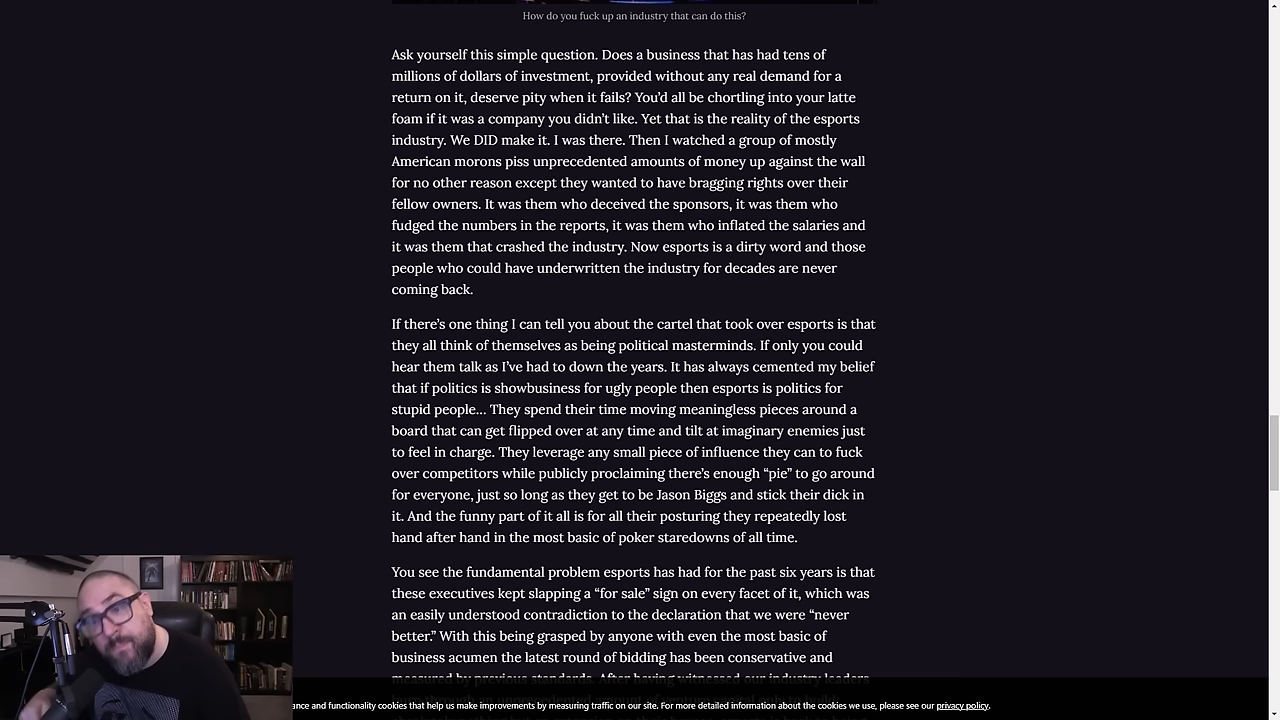 How do you fuck up an industry that can do this?
Ask yourself this simple question. Does a business that has had tens of
millions of dollars of investment, provided without any real demand for a
return on it, deserve pity when it fails? You’d all be chortling into your latte
foam if it was a company you didn’t like. Yet that is the reality of the esports
industry. We DID make it. I was there. Then I watched a group of mostly
American morons piss unprecedented amounts of money up against the wall
for no other reason except they wanted to have bragging rights over their
fellow owners. It was them who deceived the sponsors, it was them who
fudged the numbers in the reports, it was them who inflated the salaries and
it was them that crashed the industry. Now esports is a dirty word and those
people who could have underwritten the industry for decades are never
coming back.
If there’s one thing I can tell you about the cartel that took over esports is that
they all think of themselves as being political masterminds. If only you could
hear them talk as I’ve had to down the years. It has always cemented my belief
that if politics is showbusiness for ugly people then esports is politics for
stupid people… They spend their time moving meaningless pieces around a
board that can get flipped over at any time and tilt at imaginary enemies just
to feel in charge. They leverage any small piece of influence they can to fuck
over competitors while publicly proclaiming there’s enough “pie” to go around
for everyone, just so long as they get to be Jason Biggs and stick their dick in
it. And the funny part of it all is for all their posturing they repeatedly lost
hand after hand in the most basic of poker staredowns of all time.
You see the fundamental problem esports has had for the past six years is that
these executives kept slapping a “for sale” sign on every facet of it, which was
an easily understood contradiction to the declaration that we were “never
better.” With this being grasped by anyone with even the most basic of
business acumen the latest round of bidding has been conservative and
measured by previous standards. After having witnessed our industry leaders
ance and functionality cookies that help us make improvements by measuring traffic on our site. For more detailed information about the cookies we use, please see our privacy policy.